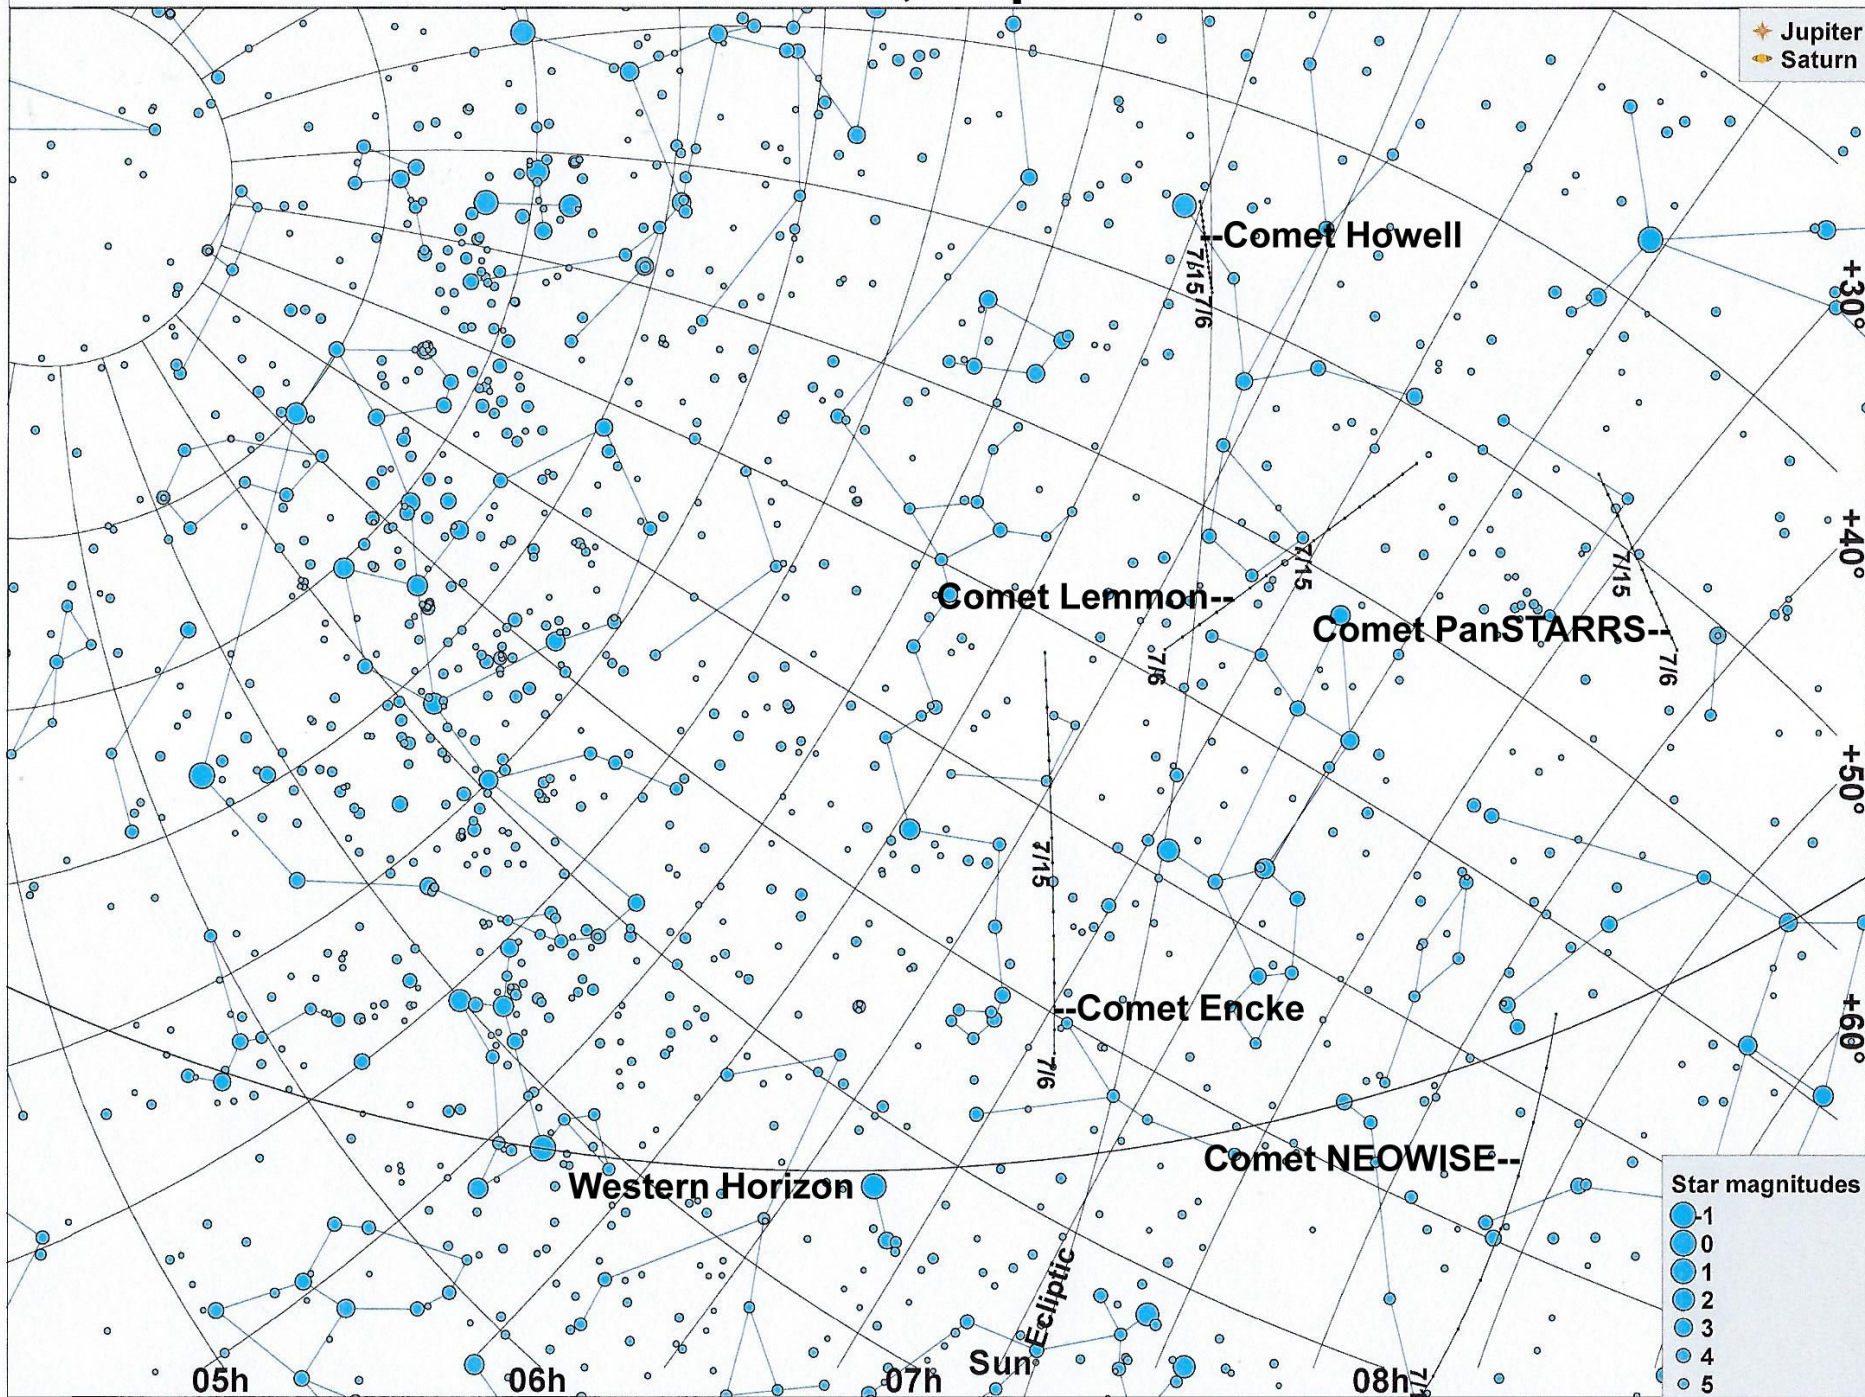 Jupiter
Saturn
--Comet Howell
7/15
7/6
+30°
+40°
7/15
7/15
Comet Lemmon--
Comet PanSTARRS--
7/6
7/6
+50°
7/15
--Comet Encke
+60°
7/6
Comet NEOWISE--
Western Horizon
Star magnitudes
-1
0
1
2
3
4
5
Ecliptic
Sun
05h
06h
07h
08h